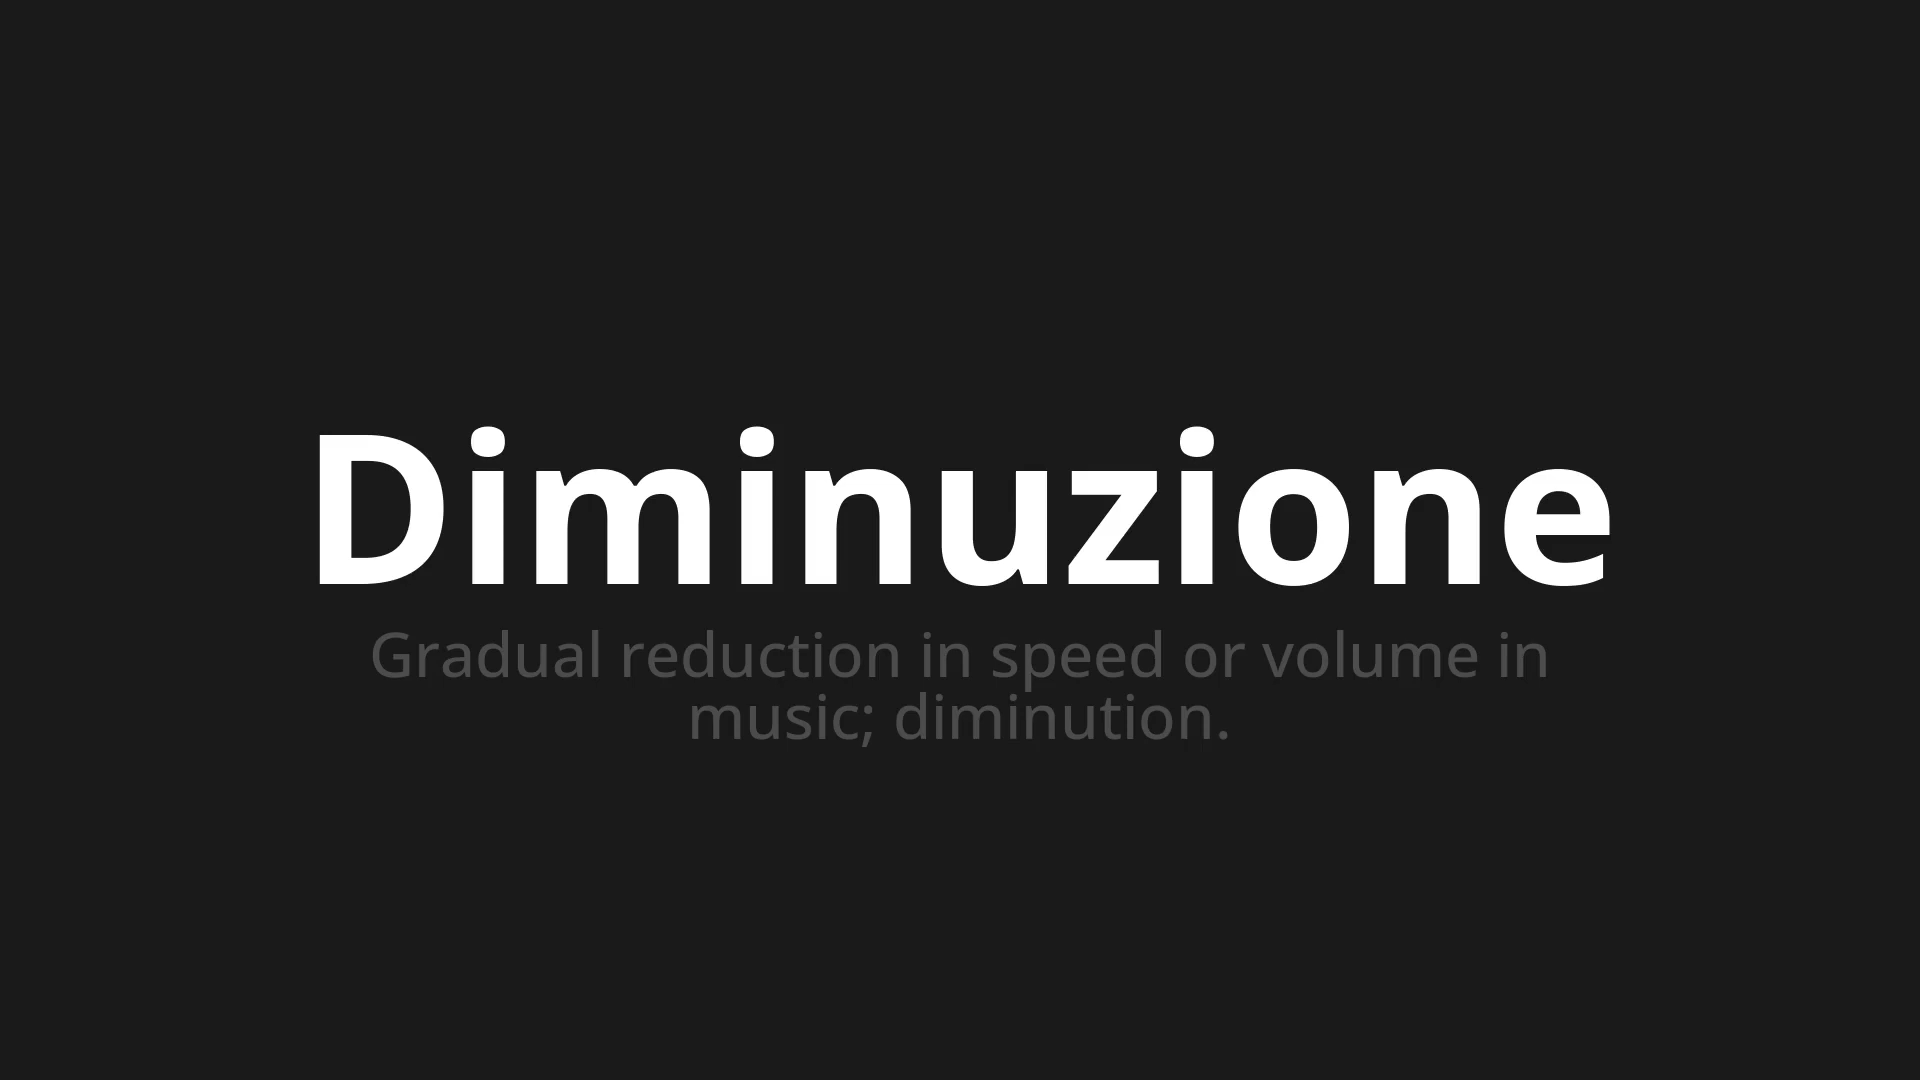 Diminuzione
Gradual reduction in speed or volume in
music; diminution.